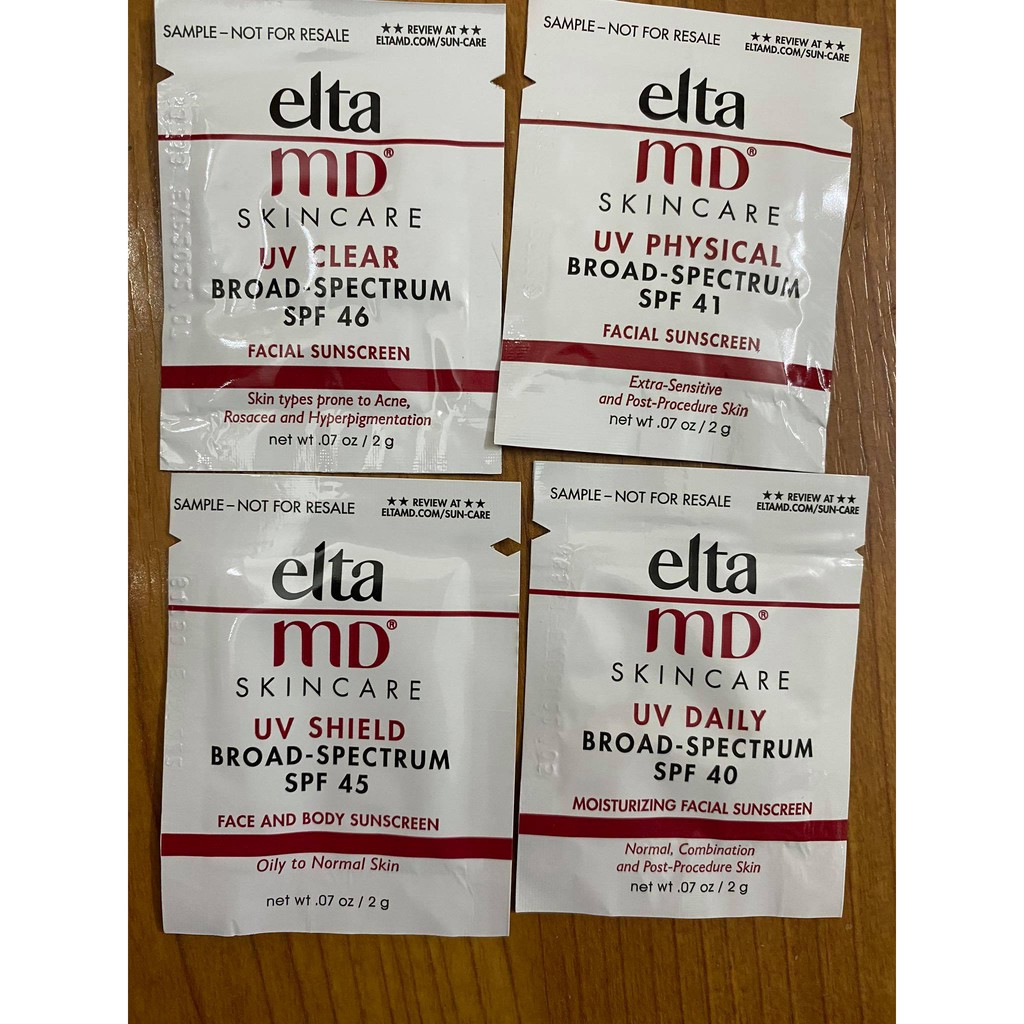 SAMPLE – NOT FOR RESALE
★★ REVIEW AT ★★
ELTAMD.COM/SUN-CARE
elta
MD®
SKINCARE
UV CLEAR
BROAD-SPECTRUM
SPF 46
FACIAL SUNSCREEN
Skin types prone to Acne,
Rosacea and Hyperpigmentation
net wt .07 oz / 2 g
SAMPLE – NOT FOR RESALE
★★ REVIEW AT ★★
ELTAMD.COM/SUN-CARE
elta
MD®
SKINCARE
UV PHYSICAL
BROAD-SPECTRUM
SPF 41
FACIAL SUNSCREEN
Extra-Sensitive
and Post-Procedure Skin
net wt .07 oz / 2 g
SAMPLE – NOT FOR RESALE
★★ REVIEW AT ★★
ELTAMD.COM/SUN-CARE
elta
MD®
SKINCARE
UV SHIELD
BROAD-SPECTRUM
SPF 45
FACE AND BODY SUNSCREEN
Oily to Normal Skin
net wt .07 oz / 2 g
SAMPLE – NOT FOR RESALE
★★ REVIEW AT ★★
ELTAMD.COM/SUN-CARE
elta
MD®
SKINCARE
UV DAILY
BROAD-SPECTRUM
SPF 40
MOISTURIZING FACIAL SUNSCREEN
Normal, Combination
and Post-Procedure Skin
net wt .07 oz / 2 g